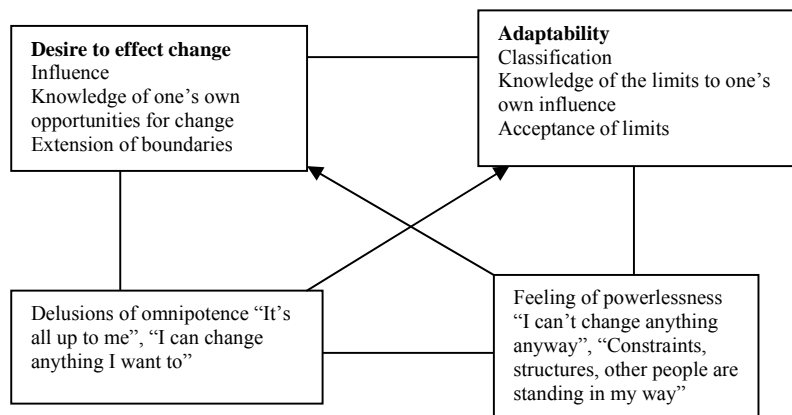 Desire to effect change
Influence
Knowledge of one’s own
opportunities for change
Extension of boundaries
Adaptability
Classification
Knowledge of the limits to one’s
own influence
Acceptance of limits
Delusions of omnipotence “It’s
all up to me”, “I can change
anything I want to”
Feeling of powerlessness
“I can’t change anything
anyway”, “Constraints,
structures, other people are
standing in my way”